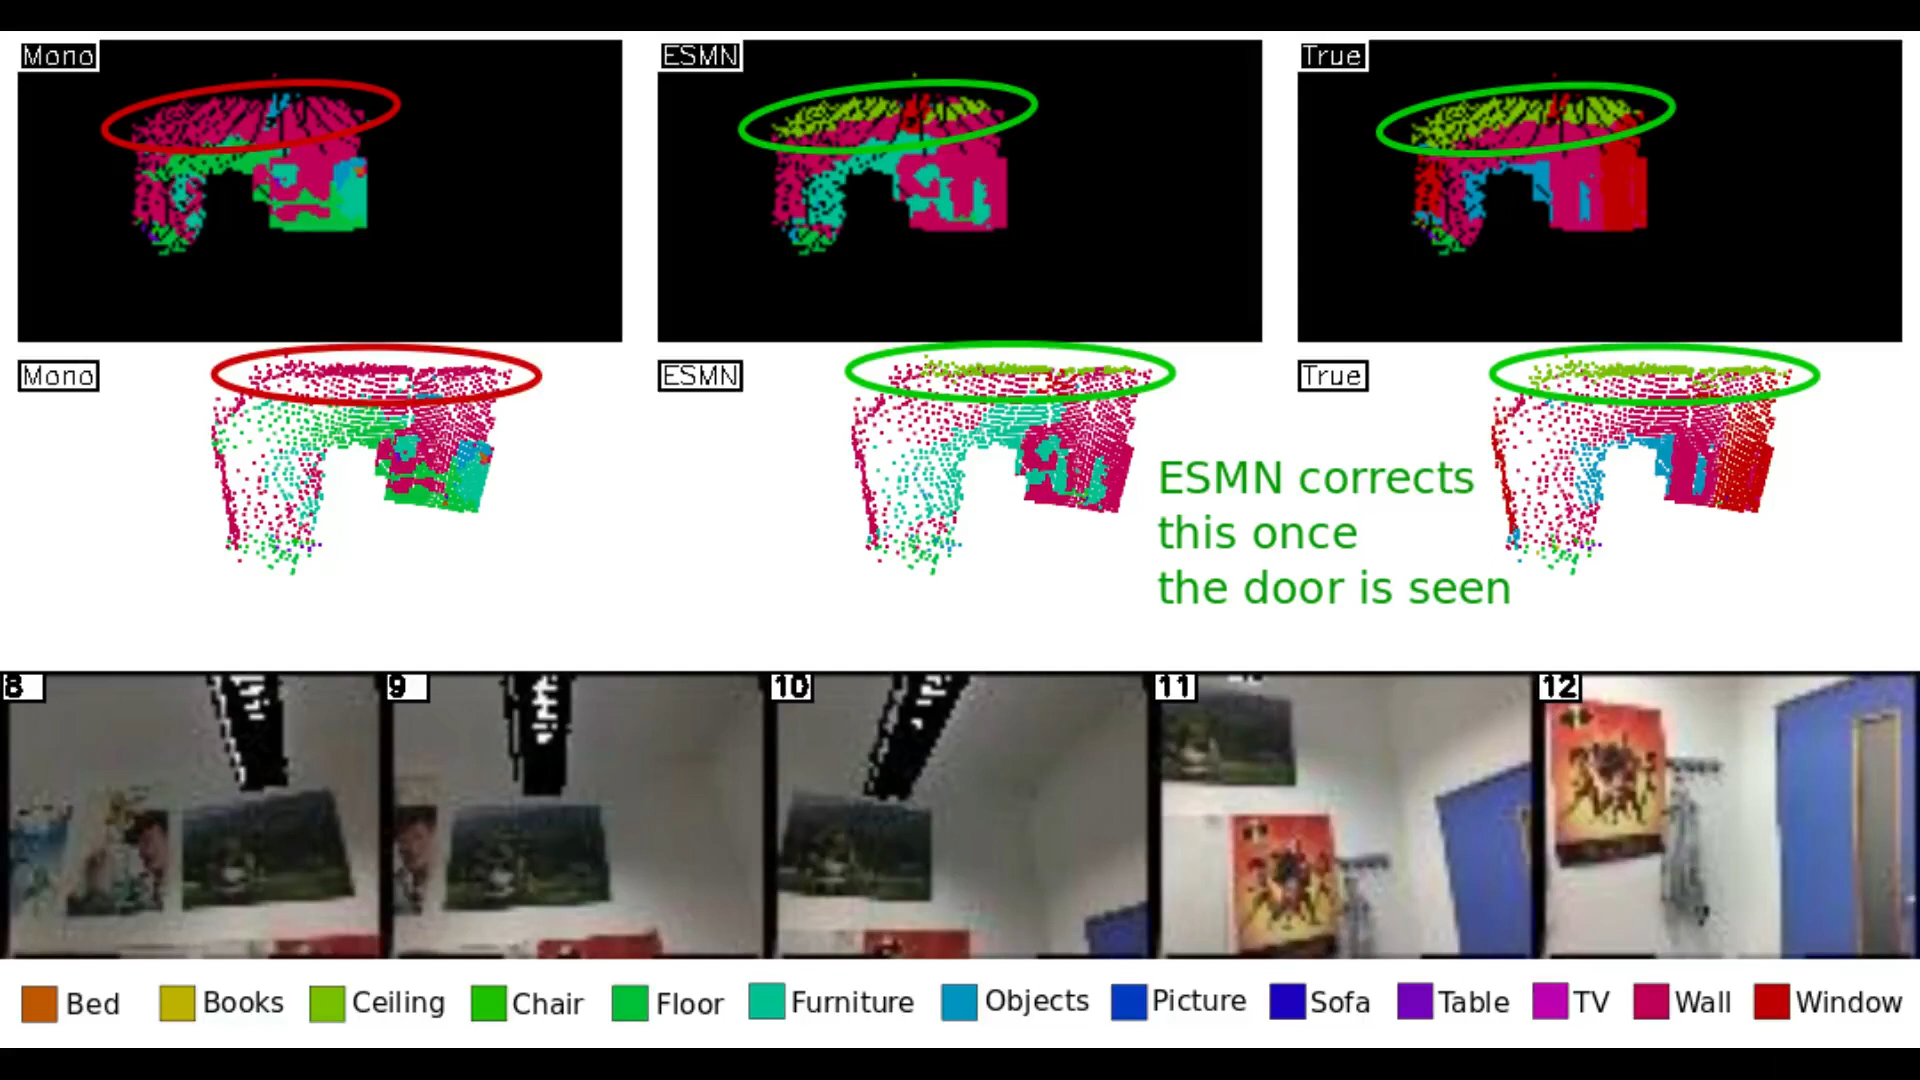 Mono
ESMN
True
Mono
ESMN
True
ESMN corrects
this once
the door is seen
8
9
10
11
12
Bed
Books
Ceiling
Chair
Floor
Furniture
Objects
Picture
Sofa
Table
TV
Wall
Window